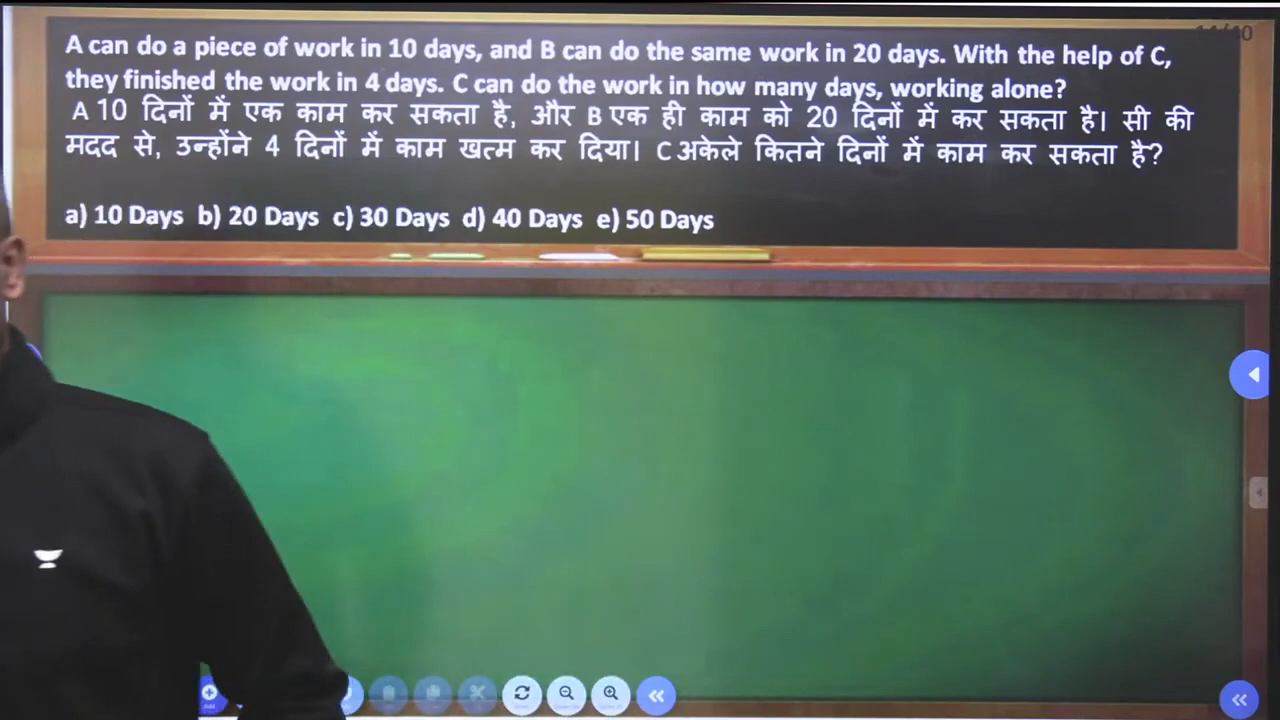 A can do a piece of work in 10 days, and B can do the same work in 20 days. With the help of C,
they finished the work in 4 days. C can do the work in how many days, working alone?
A 10 दिनों में एक काम कर सकता है, और B एक ही काम को 20 दिनों में कर सकता है। सी की
मदद से, उन्होंने 4 दिनों में काम खत्म कर दिया। C अकेले कितने दिनों में काम कर सकता है?
a) 10 Days b) 20 Days c) 30 Days d) 40 Days e) 50 Days